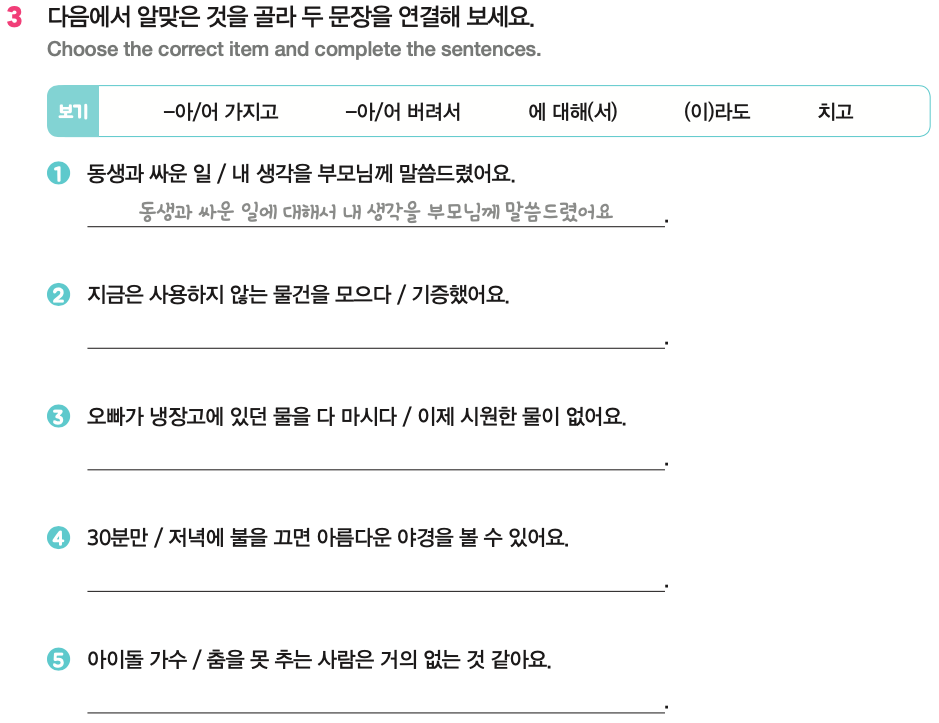 3 다음에서 알맞은 것을 골라 두 문장을 연결해 보세요.
Choose the correct item and complete the sentences.
보기 –아/어 가지고 –아/어 버려서 에 대해(서) (이)라도 치고
1 동생과 싸운 일 / 내 생각을 부모님께 말씀드렸어요.
동생과 싸운 일에 대해서 내 생각을 부모님께 말씀드렸어요.
2 지금은 사용하지 않는 물건을 모으다 / 기증했어요.
.
3 오빠가 냉장고에 있던 물을 다 마시다 / 이제 시원한 물이 없어요.
.
4 30분만 / 저녁에 불을 끄면 아름다운 야경을 볼 수 있어요.
.
5 아이돌 가수 / 춤을 못 추는 사람은 거의 없는 것 같아요.
.